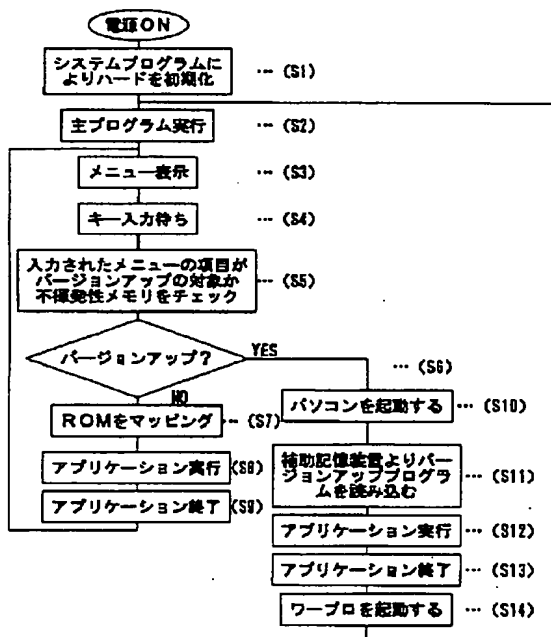 電源ON
システムプログラムに
よりハードを初期化
… (S1)
主プログラム実行
… (S2)
メニュー表示
… (S3)
キー入力待ち
… (S4)
入力されたメニューの項目が
バージョンアップの対象か
不揮発性メモリをチェック
… (S5)
バージョンアップ?
YES
… (S6)
NO
ROMをマッピング
… (S7)
アプリケーション実行
(S8)
アプリケーション終了
(S9)
パソコンを起動する
… (S10)
補助記憶装置よりバー
ジョンアッププログラ
ムを読み込む
… (S11)
アプリケーション実行
… (S12)
アプリケーション終了
… (S13)
ワープロを起動する
… (S14)